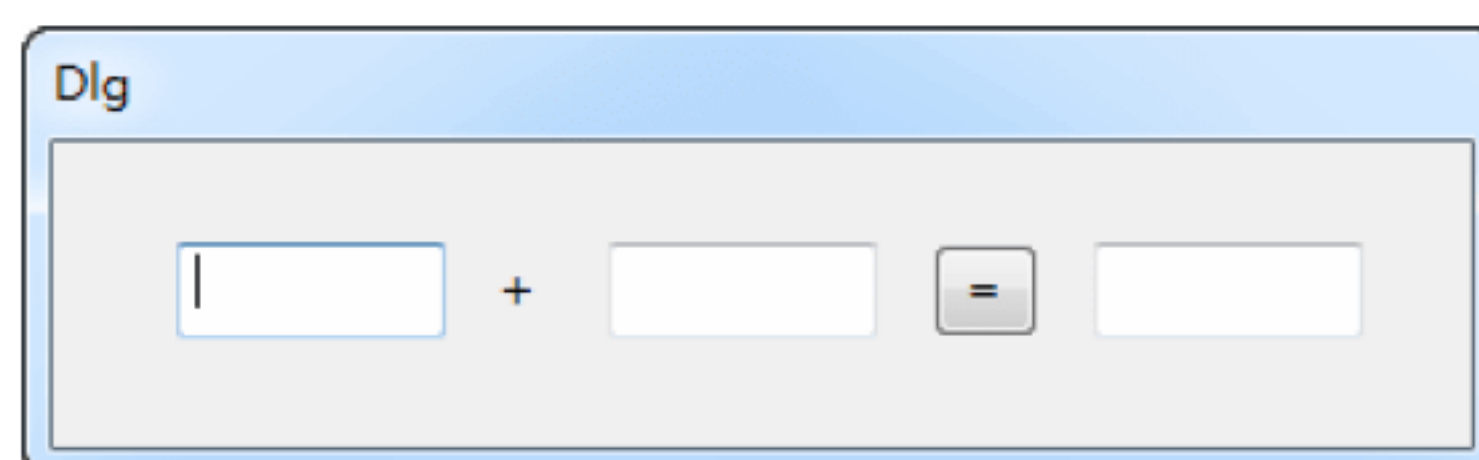 Dlg
+ =